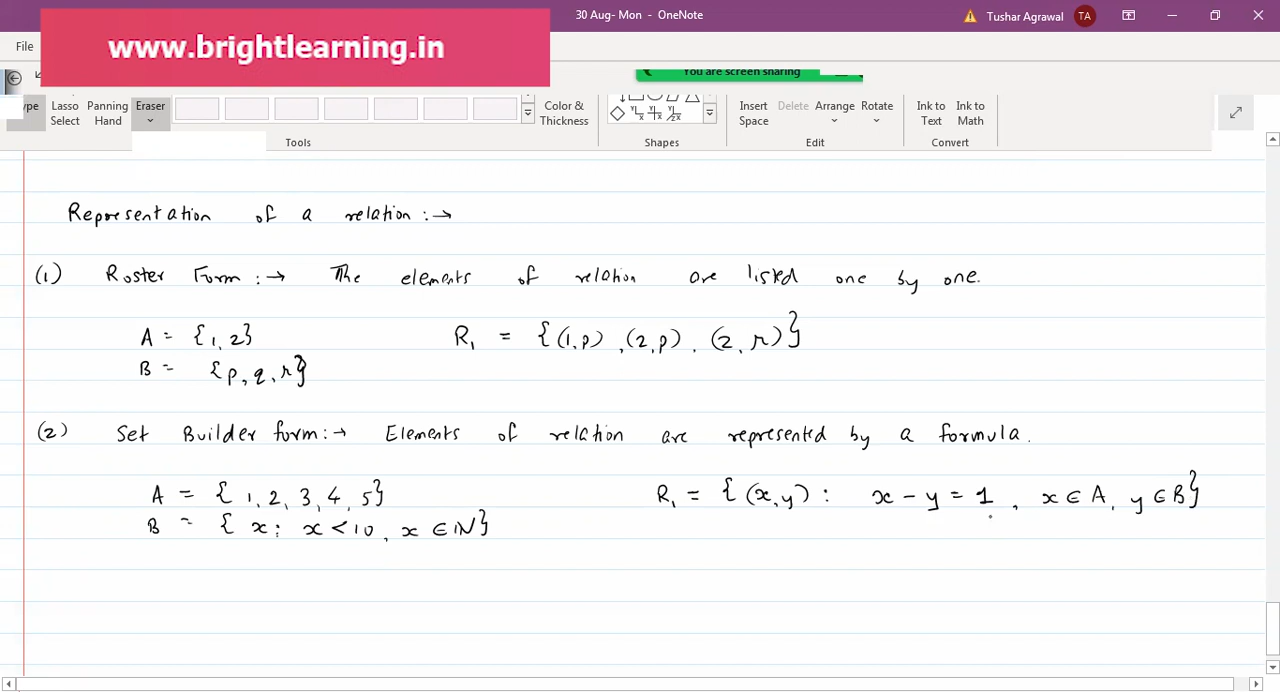 30 Aug- Mon - OneNote
Tushar Agrawal TA
www.brightlearning.in
File
You are screen sharing
Lasso Select
Panning Hand
Eraser
Color & Thickness
Insert Space
Delete
Arrange
Rotate
Ink to Text
Ink to Math
Tools
Shapes
Edit
Convert
Representation of a relation :→
(1) Roster Form :→ The elements of relation are listed one by one.
A = {1, 2} R₁ = {(1,p), (2,p), (2, r)}
B = {p, q, r}
(2) Set Builder form :→ Elements of relation are represented by a formula.
A = {1, 2, 3, 4, 5} R₁ = {(x,y) : x - y = 1, x ∈ A, y ∈ B}
B = {x : x < 10, x ∈ N}